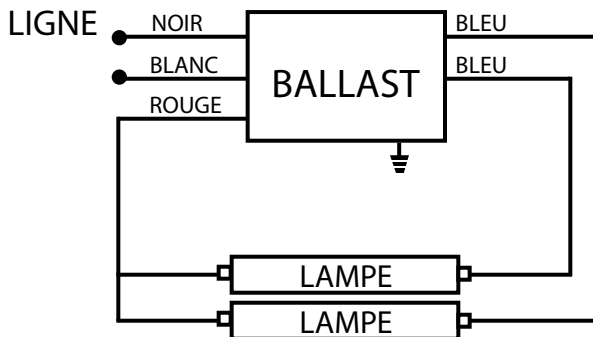 LIGNE
NOIR
BLEU
BLANC
BLEU
BALLAST
ROUGE
LAMPE
LAMPE